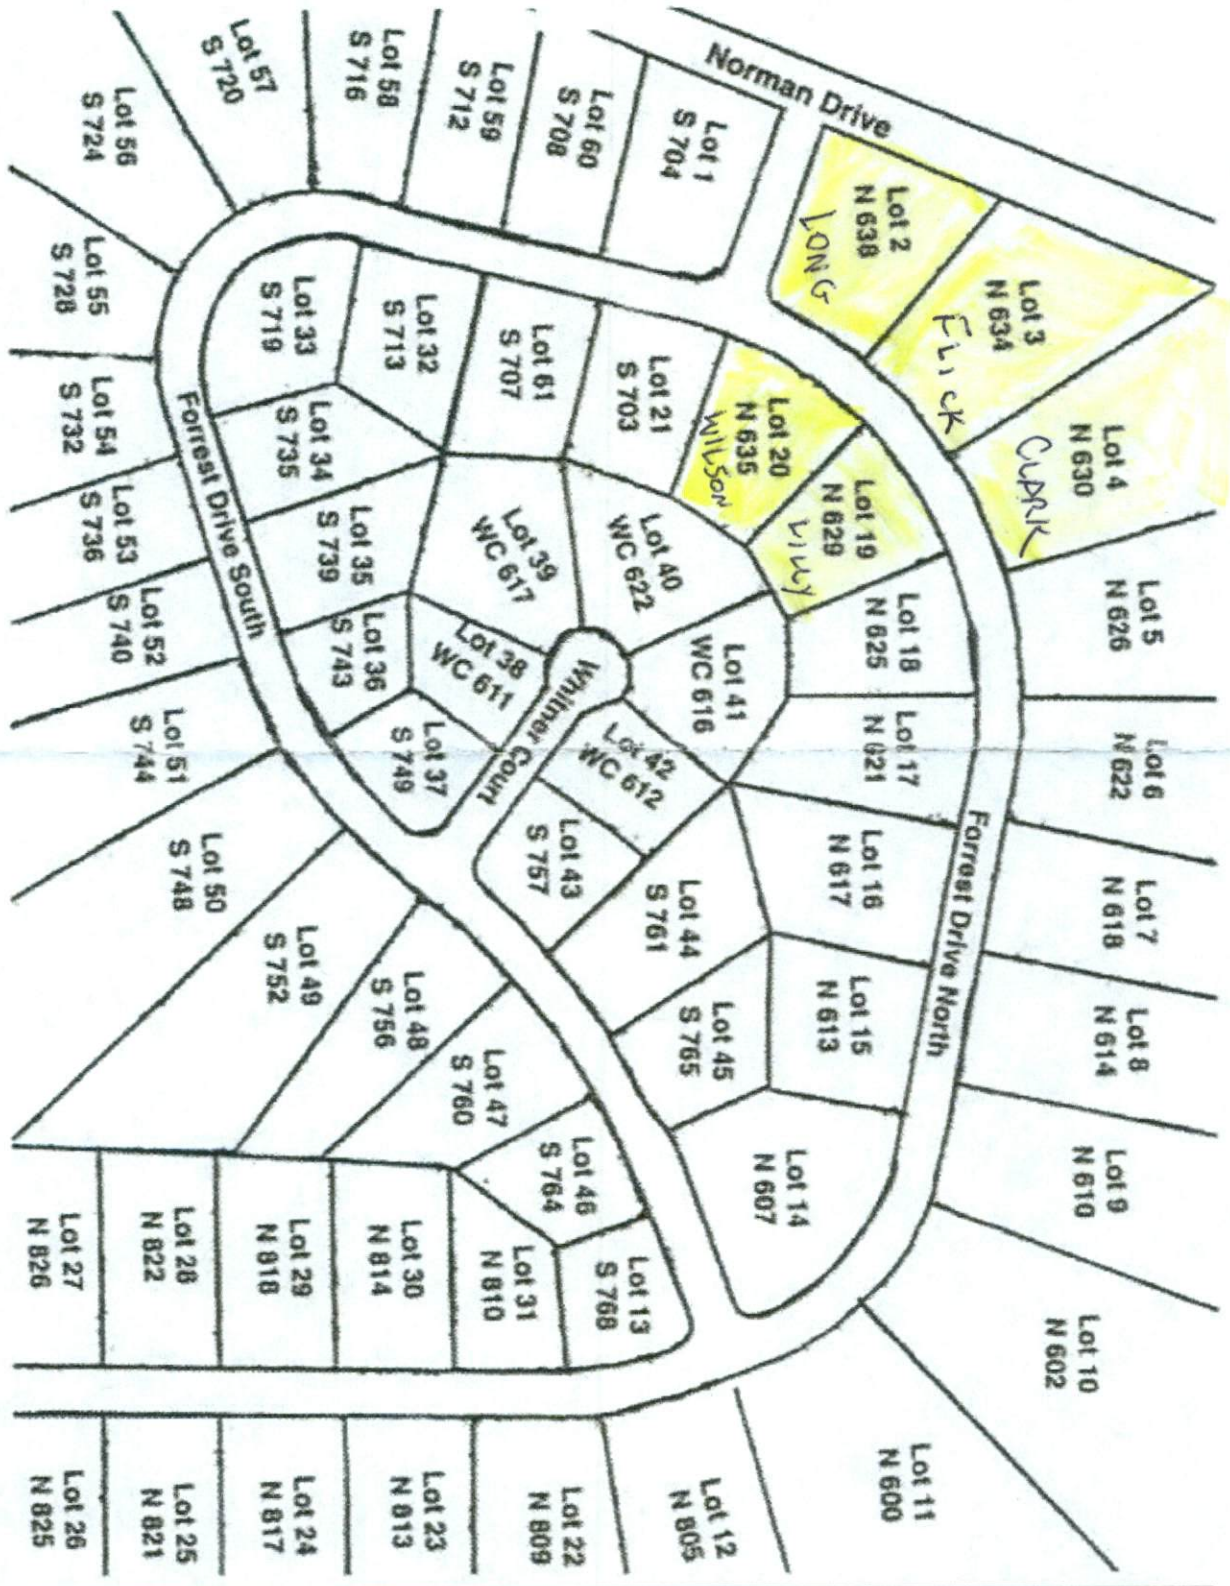 Norman Drive
Lot 57
S 720
Lot 58
S 716
Lot 59
S 712
Lot 60
S 708
Lot 1
S 704
Lot 2
N 638
LONG
Lot 3
N 634
FLICK
Lot 4
N 630
CLARK
Lot 56
S 724
Lot 55
S 728
Lot 33
S 719
Lot 32
S 713
Lot 61
S 707
Lot 21
S 703
Lot 20
N 635
WILSON
Lot 19
N 629
LILLY
Lot 54
S 732
Forrest Drive South
Lot 34
S 735
Lot 53
S 736
Lot 35
S 739
Lot 39
WC 617
Lot 40
WC 622
Lot 18
N 625
Lot 5
N 626
Lot 52
S 740
Lot 36
S 743
Lot 38
WC 611
Whitner Court
Lot 41
WC 616
Lot 17
N 621
Lot 6
N 622
Lot 51
S 744
Lot 37
S 749
Lot 42
WC 612
Lot 50
S 748
Lot 43
S 757
Lot 44
S 761
Lot 16
N 617
Forrest Drive North
Lot 7
N 618
Lot 49
S 752
Lot 48
S 756
Lot 45
S 765
Lot 15
N 613
Lot 8
N 614
Lot 47
S 760
Lot 46
S 764
Lot 14
N 607
Lot 9
N 610
Lot 27
N 826
Lot 28
N 822
Lot 29
N 818
Lot 30
N 814
Lot 31
N 810
Lot 13
S 768
Lot 10
N 602
Lot 26
N 825
Lot 25
N 821
Lot 24
N 817
Lot 23
N 813
Lot 22
N 809
Lot 12
N 805
Lot 11
N 600